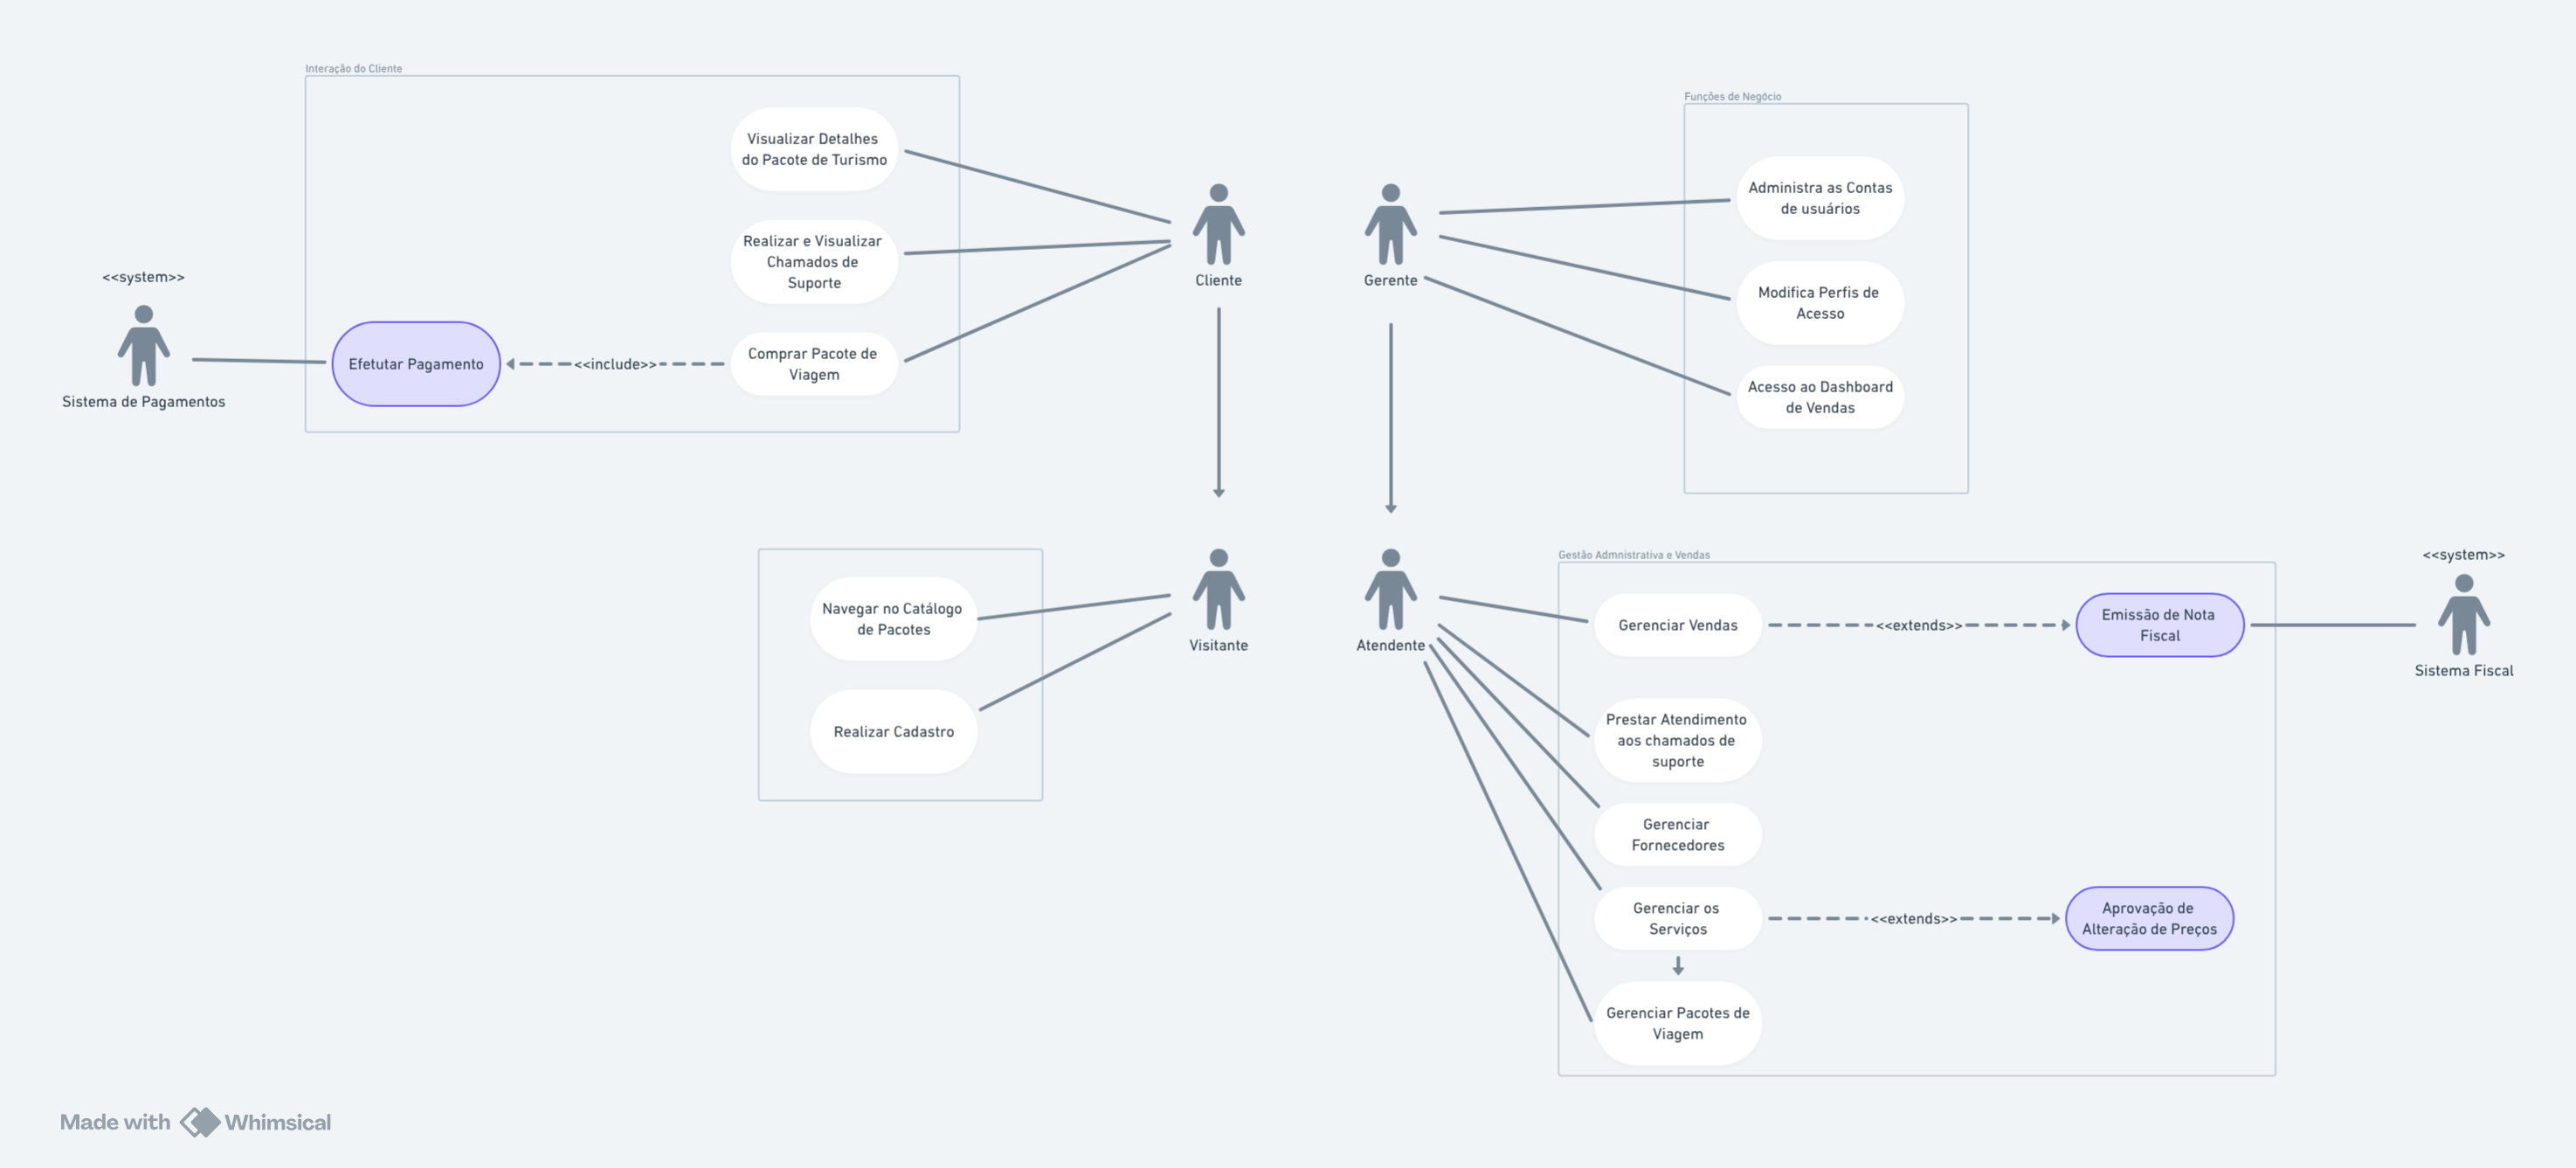 Interação do Cliente
Visualizar Detalhes
do Pacote de Turismo
Realizar e Visualizar
Chamados de
Suporte
Comprar Pacote de
Viagem
<<include>>
Efetutar Pagamento
<<system>>
Sistema de Pagamentos
Cliente
Gerente
Funções de Negócio
Administra as Contas
de usuários
Modifica Perfis de
Acesso
Acesso ao Dashboard
de Vendas
Navegar no Catálogo
de Pacotes
Realizar Cadastro
Visitante
Atendente
Gestão Admnistrativa e Vendas
Gerenciar Vendas
<<extends>>
Emissão de Nota
Fiscal
<<system>>
Sistema Fiscal
Prestar Atendimento
aos chamados de
suporte
Gerenciar
Fornecedores
Gerenciar os
Serviços
<<extends>>
Aprovação de
Alteração de Preços
Gerenciar Pacotes de
Viagem
Made with Whimsical